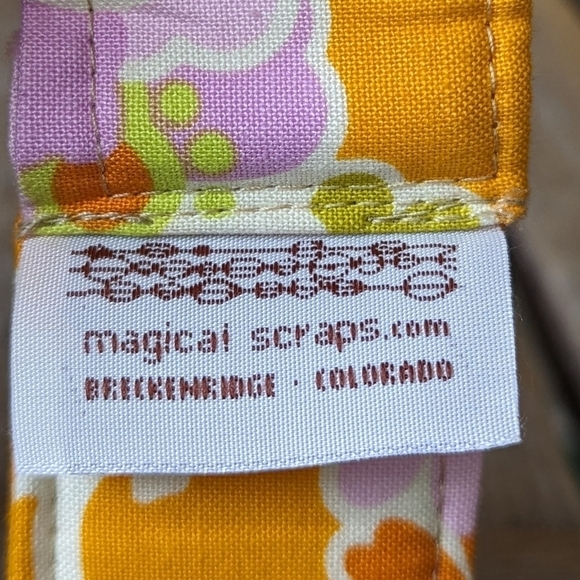 magical scraps.com
BRECKENRIDGE · COLORADO